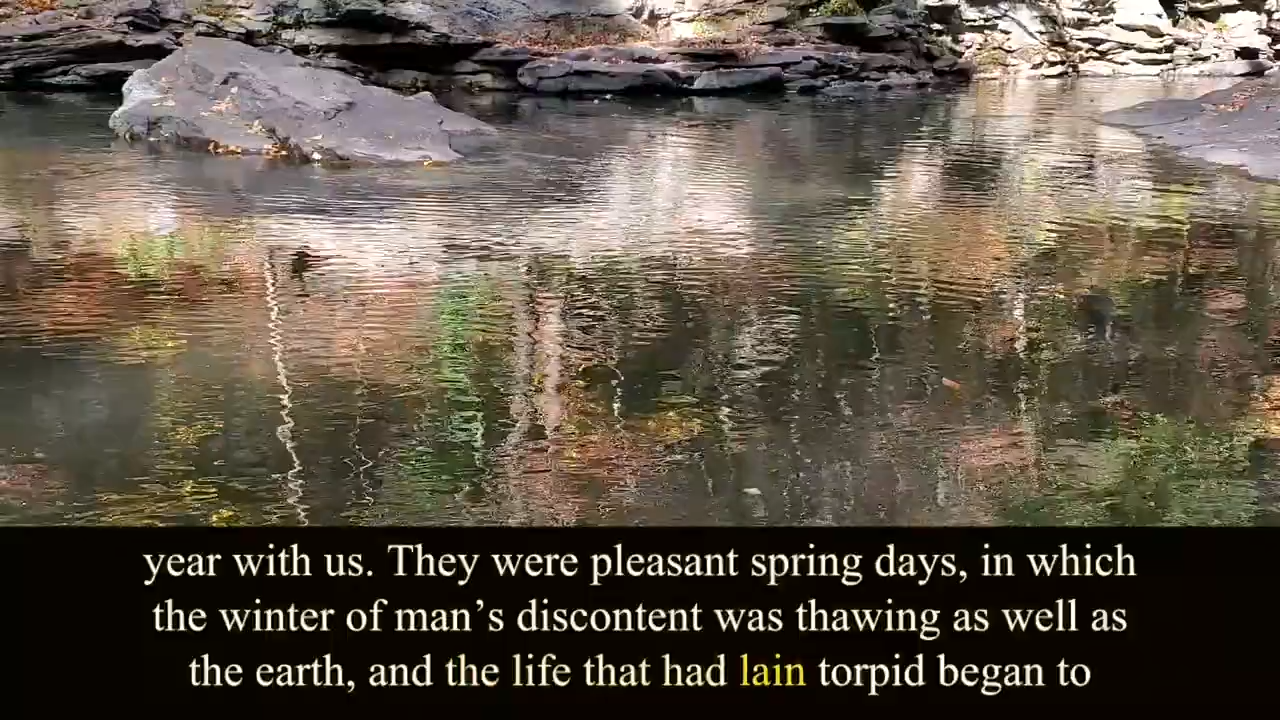 year with us. They were pleasant spring days, in which
the winter of man’s discontent was thawing as well as
the earth, and the life that had lain torpid began to